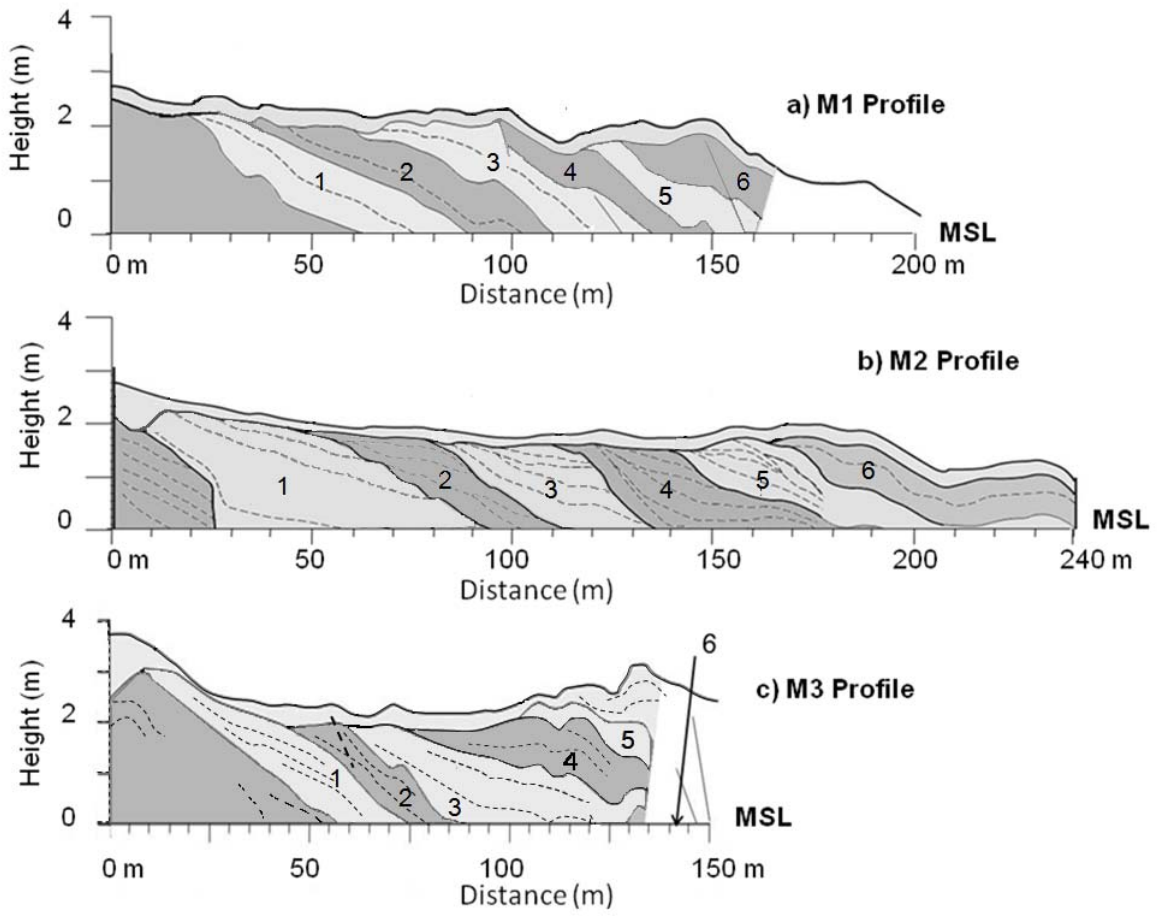 4
a) M1 Profile
Height (m)
2
1
2
3
4
5
6
0
MSL
0 m
50
100
150
200 m
Distance (m)
4
b) M2 Profile
Height (m)
2
1
2
3
4
5
6
0
MSL
0 m
50
100
150
200
240 m
Distance (m)
4
6
c) M3 Profile
Height (m)
2
5
4
1
2
3
0
MSL
0 m
50
100
150 m
Distance (m)